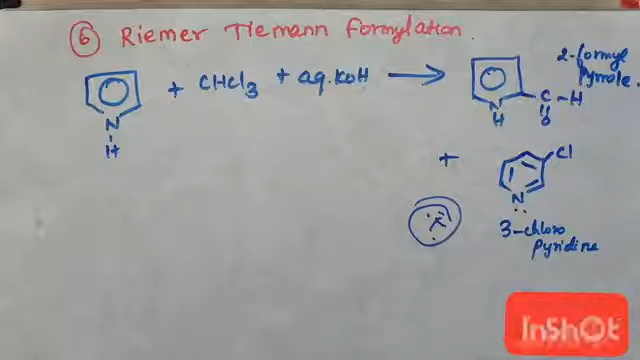 6 Riemer Tiemann Formylation.
N
H
+ CHCl3 + aq.KOH →
N
H
C-H
O
2-formyl
Pyrrole.
+
N
Cl
3-chloro
Pyridine
InShOt